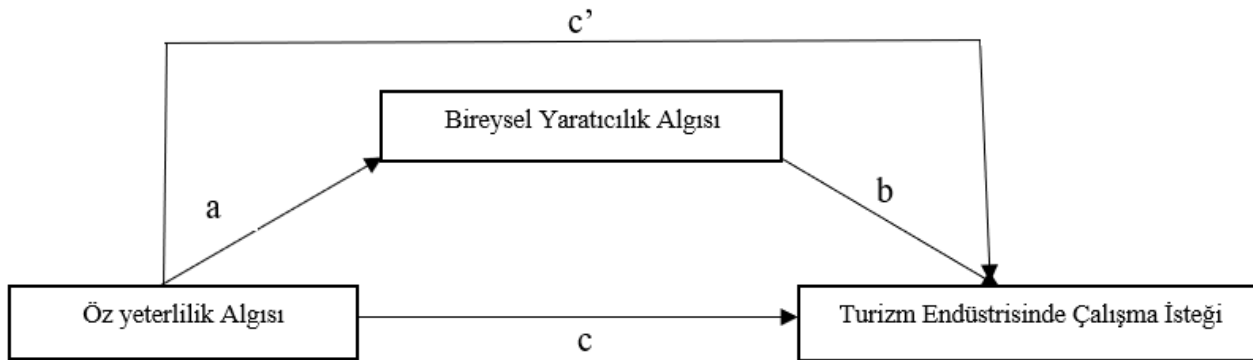 c’
Bireysel Yaratıcılık Algısı
a
b
Öz yeterlilik Algısı
Turizm Endüstrisinde Çalışma İsteği
c